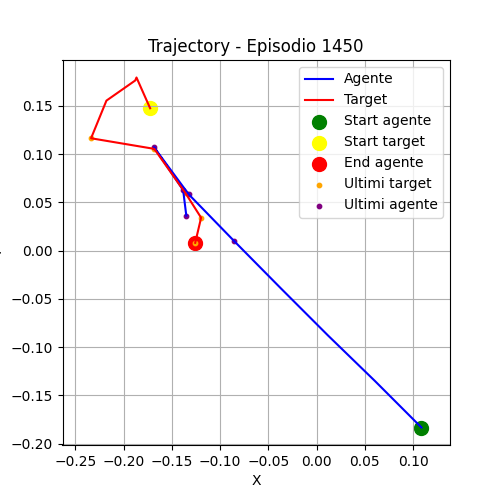 Trajectory - Episodio 1450
Agente
Target
Start agente
Start target
End agente
Ultimi target
Ultimi agente
0.15
0.10
0.05
0.00
−0.05
−0.10
−0.15
−0.20
−0.25 −0.20 −0.15 −0.10 −0.05 0.00 0.05 0.10
X